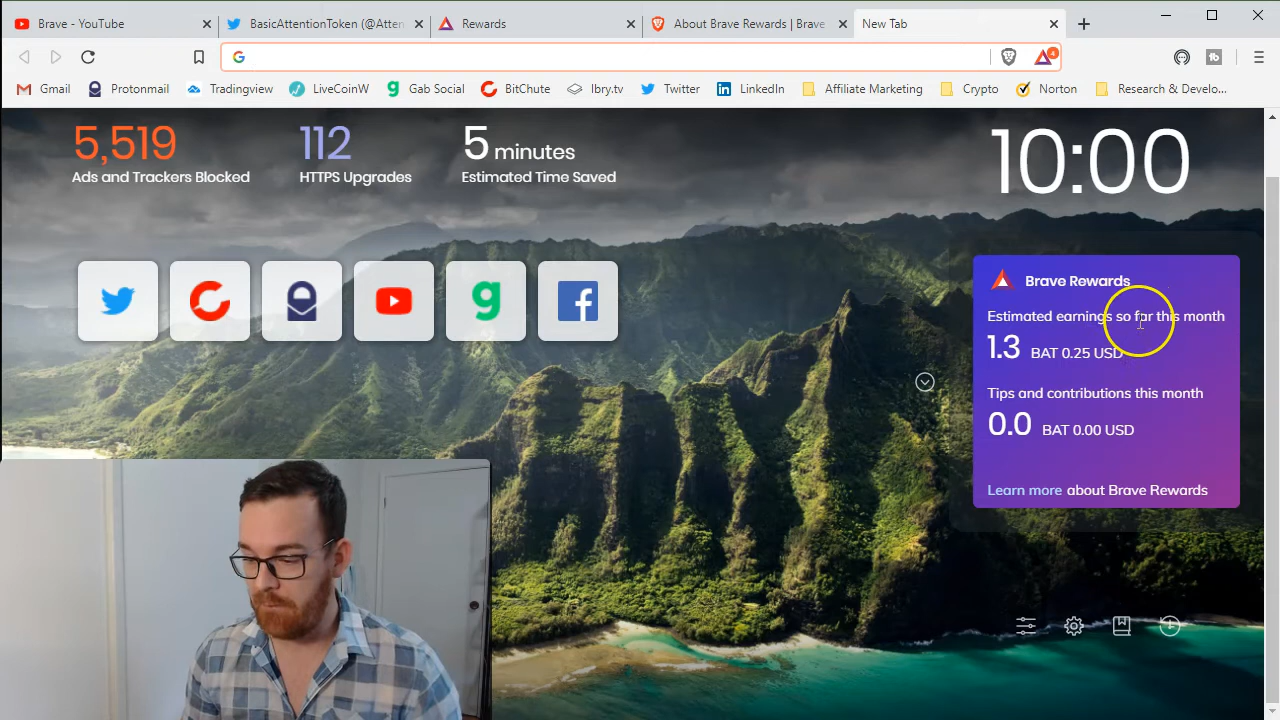 Brave - YouTube
BasicAttentionToken (@Atten
Rewards
About Brave Rewards | Brave
New Tab
4
Gmail
Protonmail
Tradingview
LiveCoinW
Gab Social
BitChute
lbry.tv
Twitter
LinkedIn
Affiliate Marketing
Crypto
Norton
Research & Develo...
5,519
Ads and Trackers Blocked
112
HTTPS Upgrades
5 minutes
Estimated Time Saved
10:00
Brave Rewards
Estimated earnings so far this month
1.3 BAT 0.25 USD
Tips and contributions this month
0.0 BAT 0.00 USD
Learn more about Brave Rewards